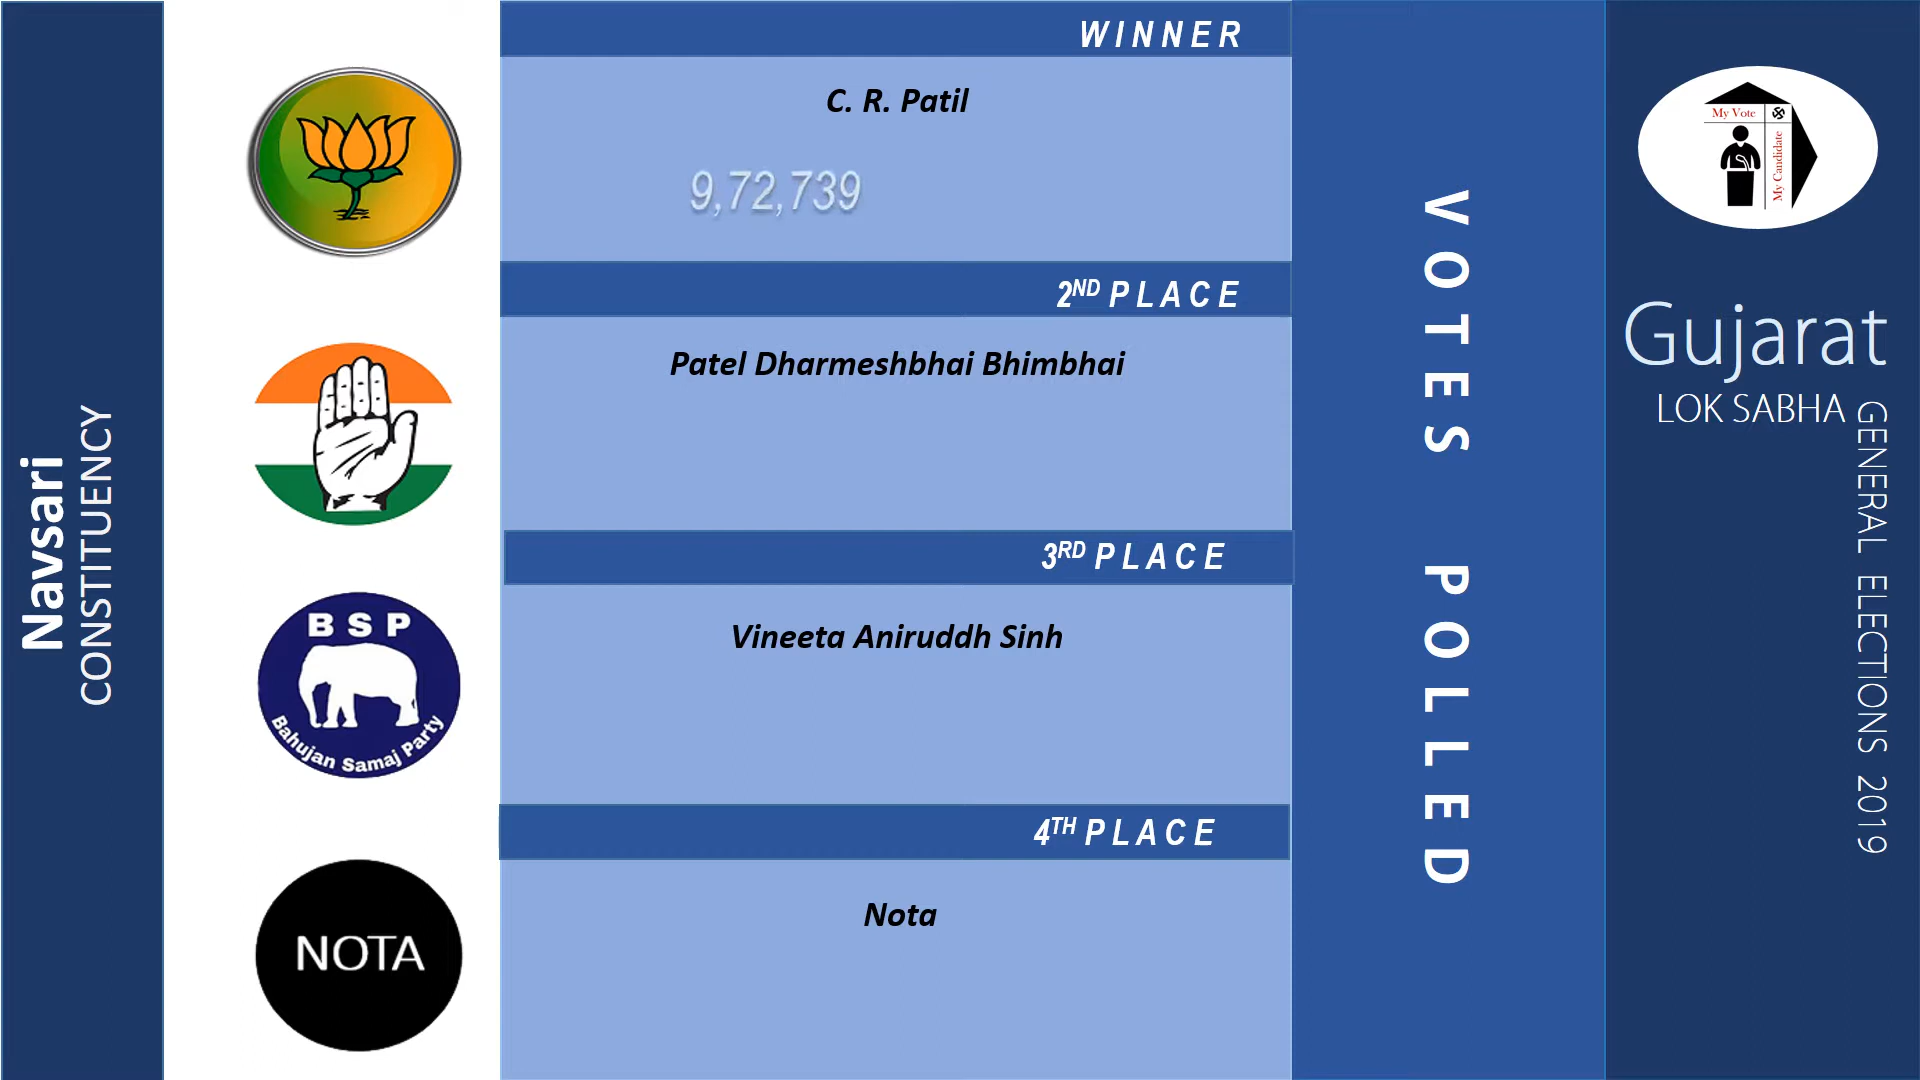 Navsari
CONSTITUENCY
WINNER
C. R. Patil
9,72,739
2ND PLACE
Patel Dharmeshbhai Bhimbhai
3RD PLACE
BSP
Bahujan Samaj Party
Vineeta Aniruddh Sinh
4TH PLACE
NOTA
Nota
VOTES POLLED
My Vote
My Candidate
Gujarat
LOK SABHA
GENERAL ELECTIONS 2019